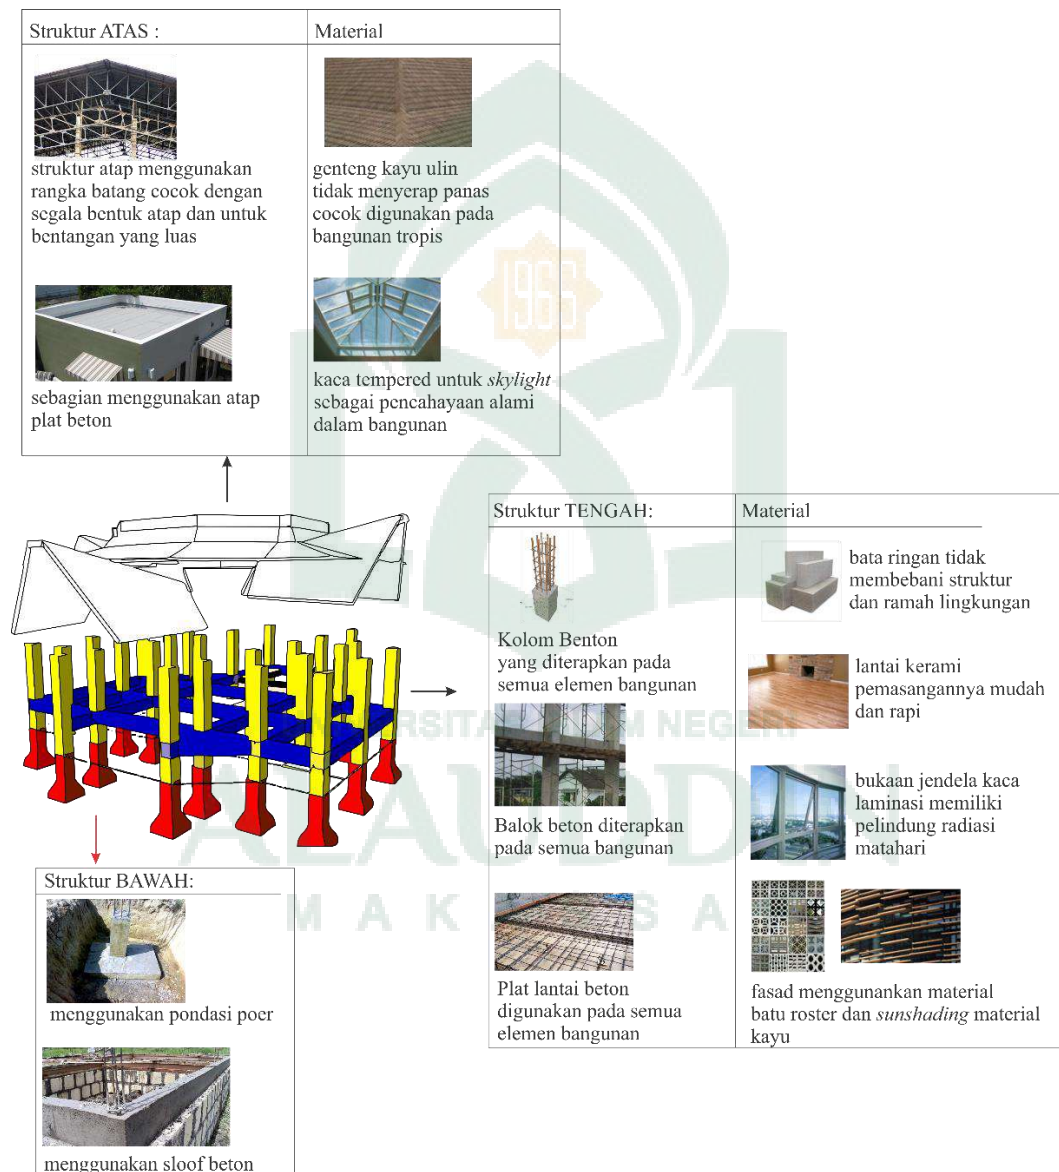 Struktur ATAS :
Material
struktur atap menggunakan
rangka batang cocok dengan
segala bentuk atap dan untuk
bentangan yang luas
genteng kayu ulin
tidak menyerap panas
cocok digunakan pada
bangunan tropis
sebagian menggunakan atap
plat beton
kaca tempered untuk skylight
sebagai pencahayaan alami
dalam bangunan
1965
Struktur TENGAH:
Material
Kolom Benton
yang diterapkan pada
semua elemen bangunan
bata ringan tidak
membebani struktur
dan ramah lingkungan
lantai kerami
pemasangannya mudah
dan rapi
Balok beton diterapkan
pada semua bangunan
bukaan jendela kaca
laminasi memiliki
pelindung radiasi
matahari
Plat lantai beton
digunakan pada semua
elemen bangunan
fasad menggunankan material
batu roster dan sunshading material
kayu
NEGERI
ALAUDDIN
Struktur BAWAH:
menggunakan pondasi poer
menggunakan sloof beton